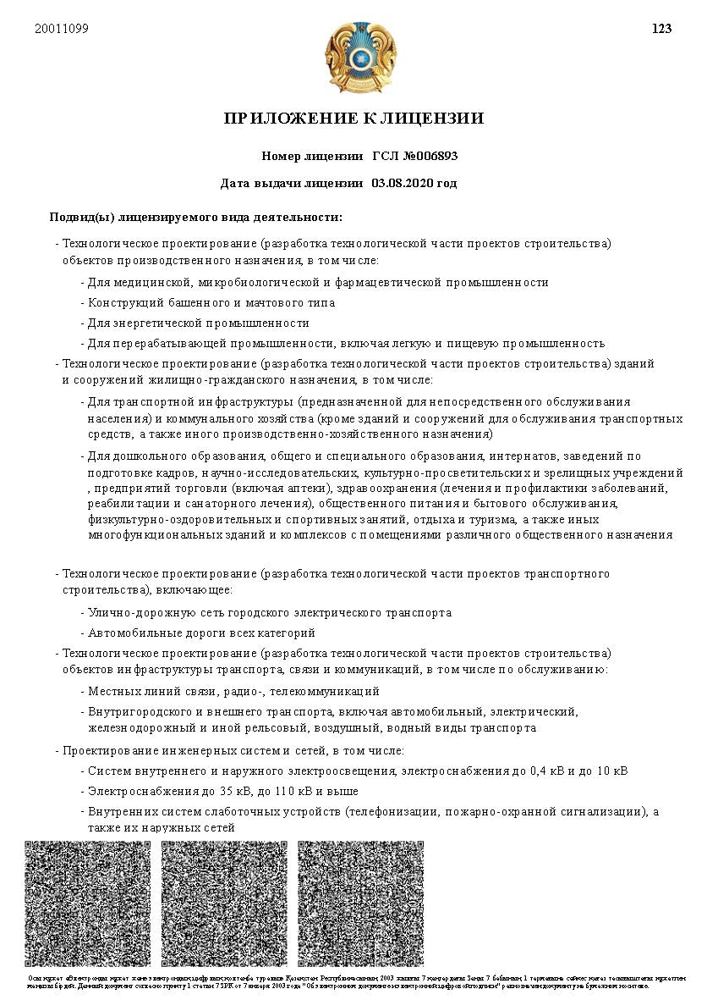 20011099
123
ПРИЛОЖЕНИЕ К ЛИЦЕНЗИИ
Номер лицензии ГСЛ №006893
Дата выдачи лицензии 03.08.2020 год
Подвид(ы) лицензируемого вида деятельности:
- Технологическое проектирование (разработка технологической части проектов строительства)
объектов производственного назначения, в том числе:
- Для медицинской, микробиологической и фармацевтической промышленности
- Конструкций башенного и мачтового типа
- Для энергетической промышленности
- Для перерабатывающей промышленности, включая легкую и пищевую промышленность
- Технологическое проектирование (разработка технологической части проектов строительства) зданий
и сооружений жилищно-гражданского назначения, в том числе:
- Для транспортной инфраструктуры (предназначенной для непосредственного обслуживания
населения) и коммунального хозяйства (кроме зданий и сооружений для обслуживания транспортных
средств, а также иного производственно-хозяйственного назначения)
- Для дошкольного образования, общего и специального образования, интернатов, заведений по
подготовке кадров, научно-исследовательских, культурно-просветительских и зрелищных учреждений
, предприятий торговли (включая аптеки), здравоохранения (лечения и профилактики заболеваний,
реабилитации и санаторного лечения), общественного питания и бытового обслуживания,
физкультурно-оздоровительных и спортивных занятий, отдыха и туризма, а также иных
многофункциональных зданий и комплексов с помещениями различного общественного назначения
- Технологическое проектирование (разработка технологической части проектов транспортного
строительства), включающее:
- Улично-дорожную сеть городского электрического транспорта
- Автомобильные дороги всех категорий
- Технологическое проектирование (разработка технологической части проектов строительства)
объектов инфраструктуры транспорта, связи и коммуникаций, в том числе по обслуживанию:
- Местных линий связи, радио-, телекоммуникаций
- Внутригородского и внешнего транспорта, включая автомобильный, электрический,
железнодорожный и иной рельсовый, воздушный, водный виды транспорта
- Проектирование инженерных систем и сетей, в том числе:
- Систем внутреннего и наружного электроосвещения, электроснабжения до 0,4 кВ и до 10 кВ
- Электроснабжения до 35 кВ, до 110 кВ и выше
- Внутренних систем слаботочных устройств (телефонизации, пожарно-охранной сигнализации), а
также их наружных сетей
Осы құжат «Электронды құжат және электрондық цифрлық қолтаңба туралы» Қазақстан Республикасының 2003 жылғы 7 қаңтардағы Заңы 7 бабының 1 тармағына сәйкес қағаз тасығыштағы құжатпен
маңызы бірдей. Данный документ согласно пункту 1 статьи 7 ЗРК от 7 января 2003 года "Об электронном документе и электронной цифровой подписи" равнозначен документу на бумажном носителе.